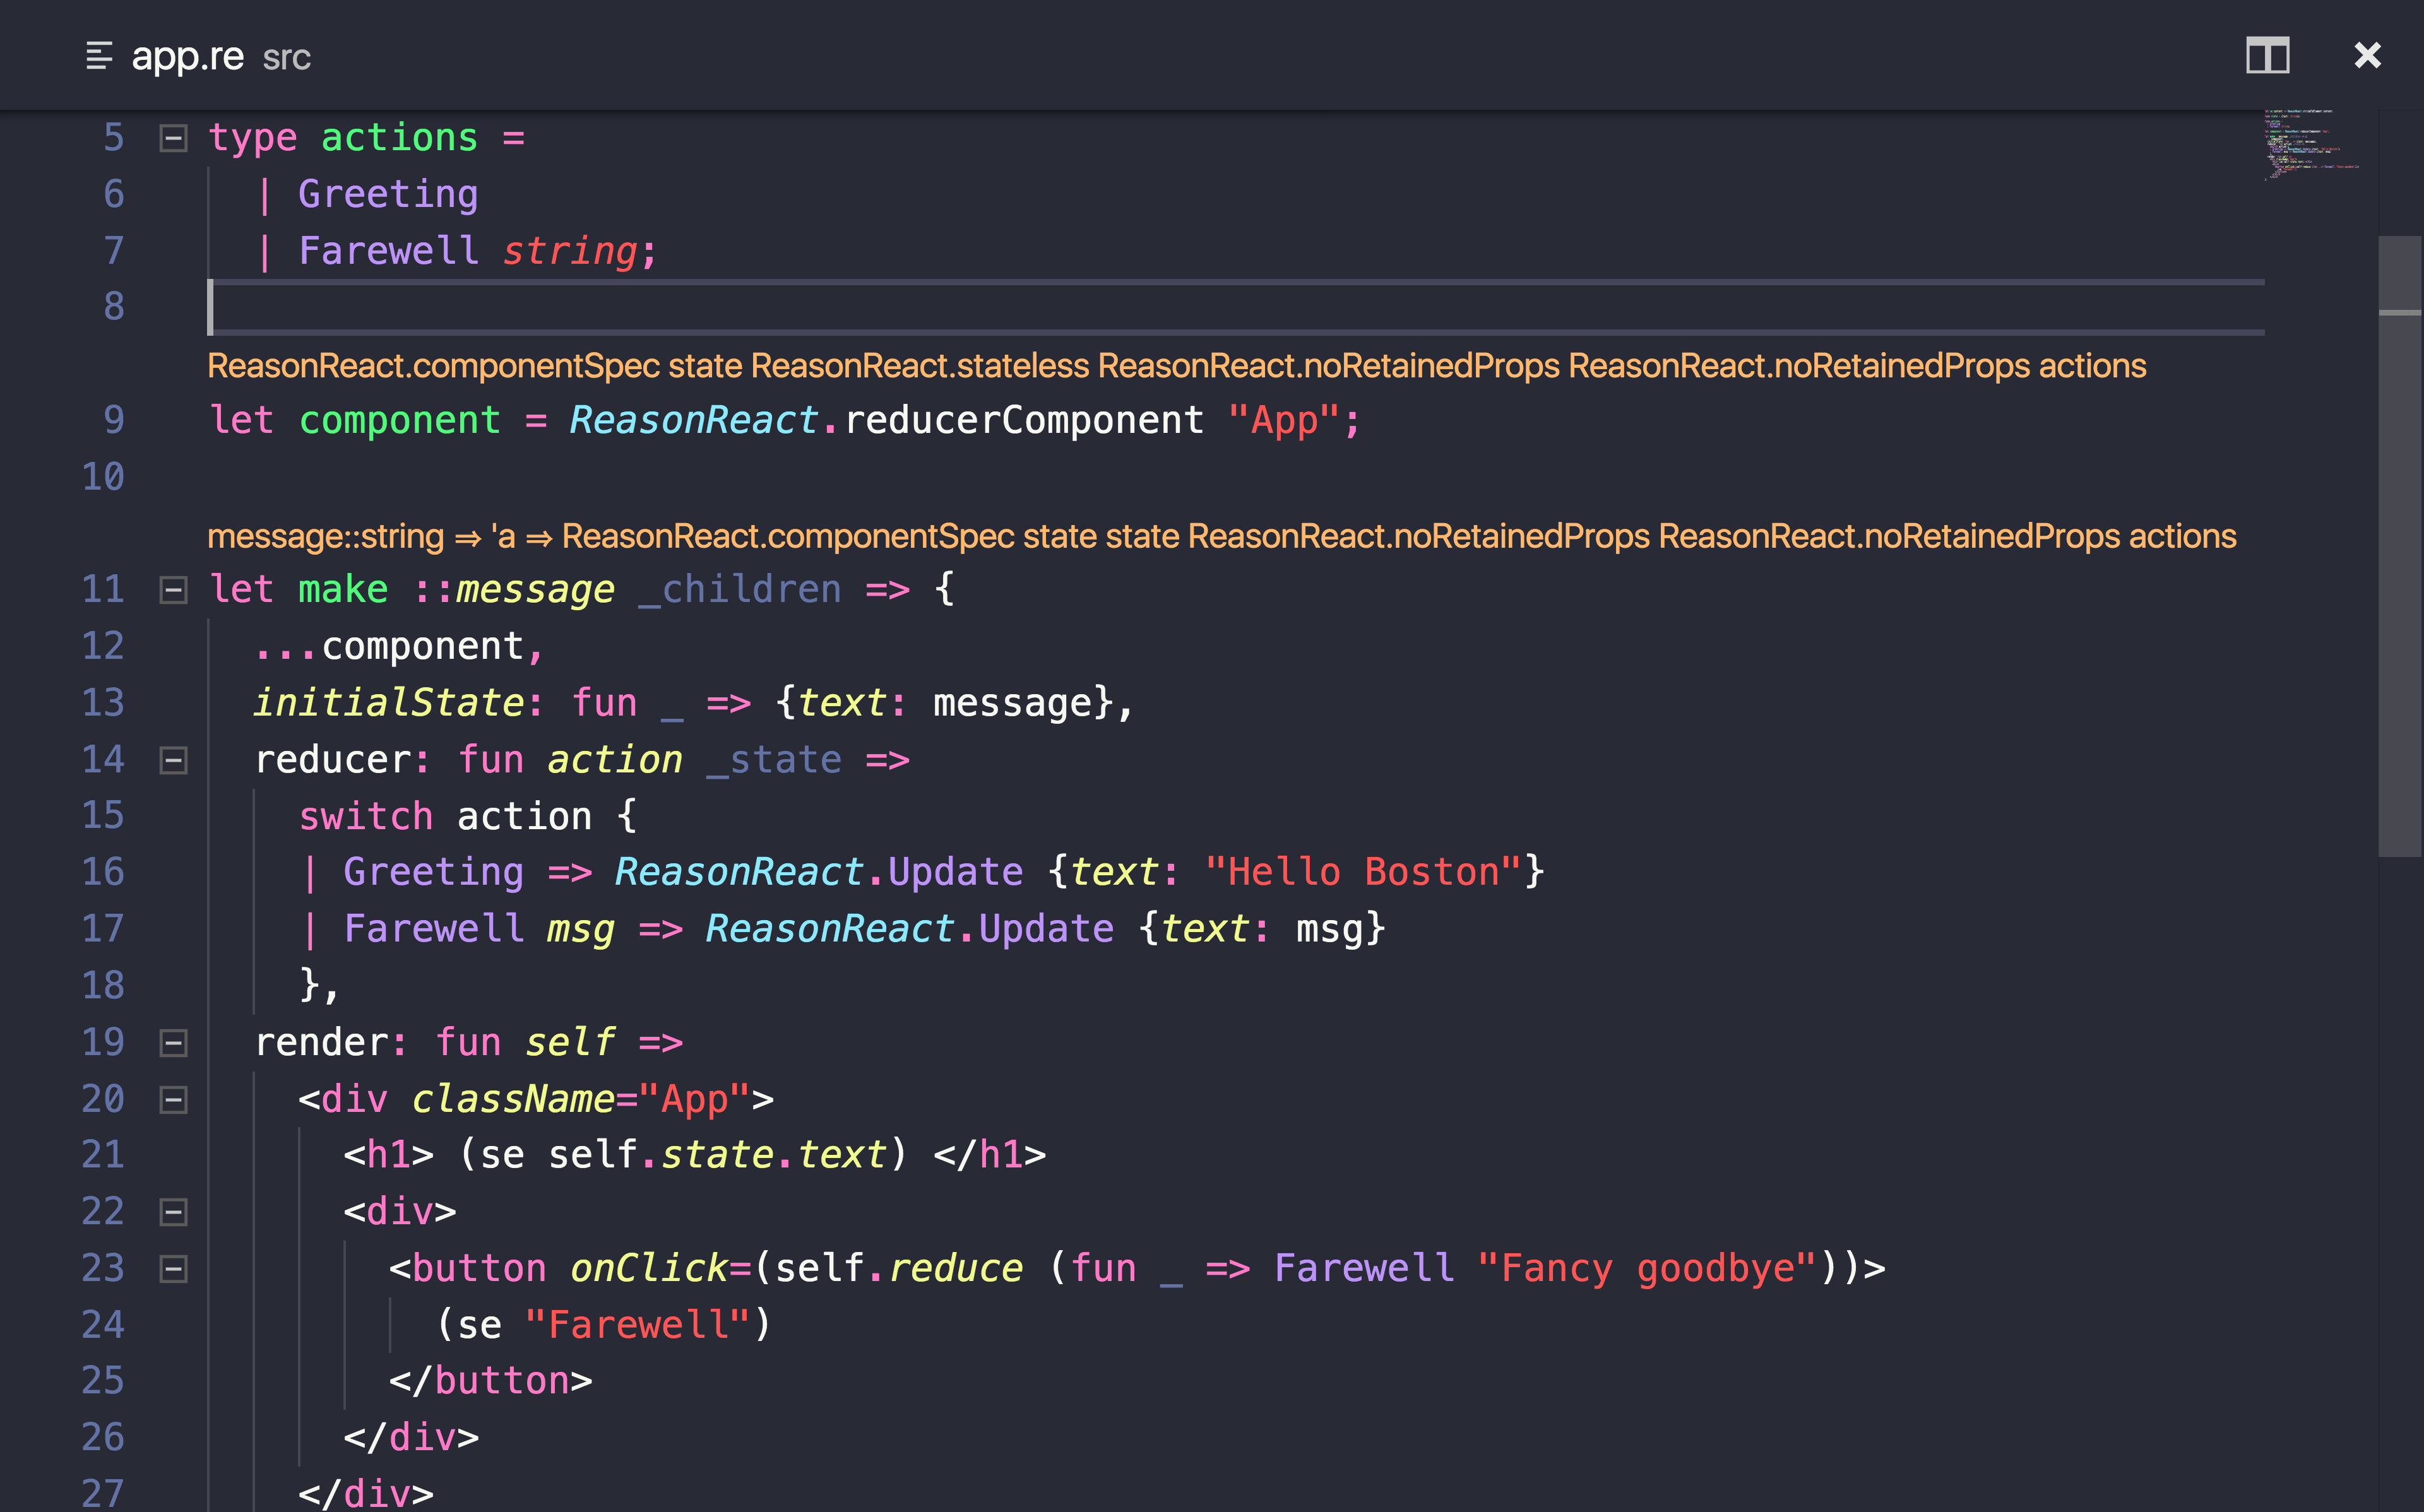 app.re src
5 type actions =
6   | Greeting
7   | Farewell string;
8
ReasonReact.componentSpec state ReasonReact.stateless ReasonReact.noRetainedProps ReasonReact.noRetainedProps actions
9 let component = ReasonReact.reducerComponent "App";
10
message::string ⇒ 'a ⇒ ReasonReact.componentSpec state state ReasonReact.noRetainedProps ReasonReact.noRetainedProps actions
11 let make ::message _children => {
12   ...component,
13   initialState: fun _ => {text: message},
14   reducer: fun action _state =>
15     switch action {
16     | Greeting => ReasonReact.Update {text: "Hello Boston"}
17     | Farewell msg => ReasonReact.Update {text: msg}
18     },
19   render: fun self =>
20     <div className="App">
21       <h1> (se self.state.text) </h1>
22       <div>
23         <button onClick=(self.reduce (fun _ => Farewell "Fancy goodbye"))>
24           (se "Farewell")
25         </button>
26       </div>
27     </div>